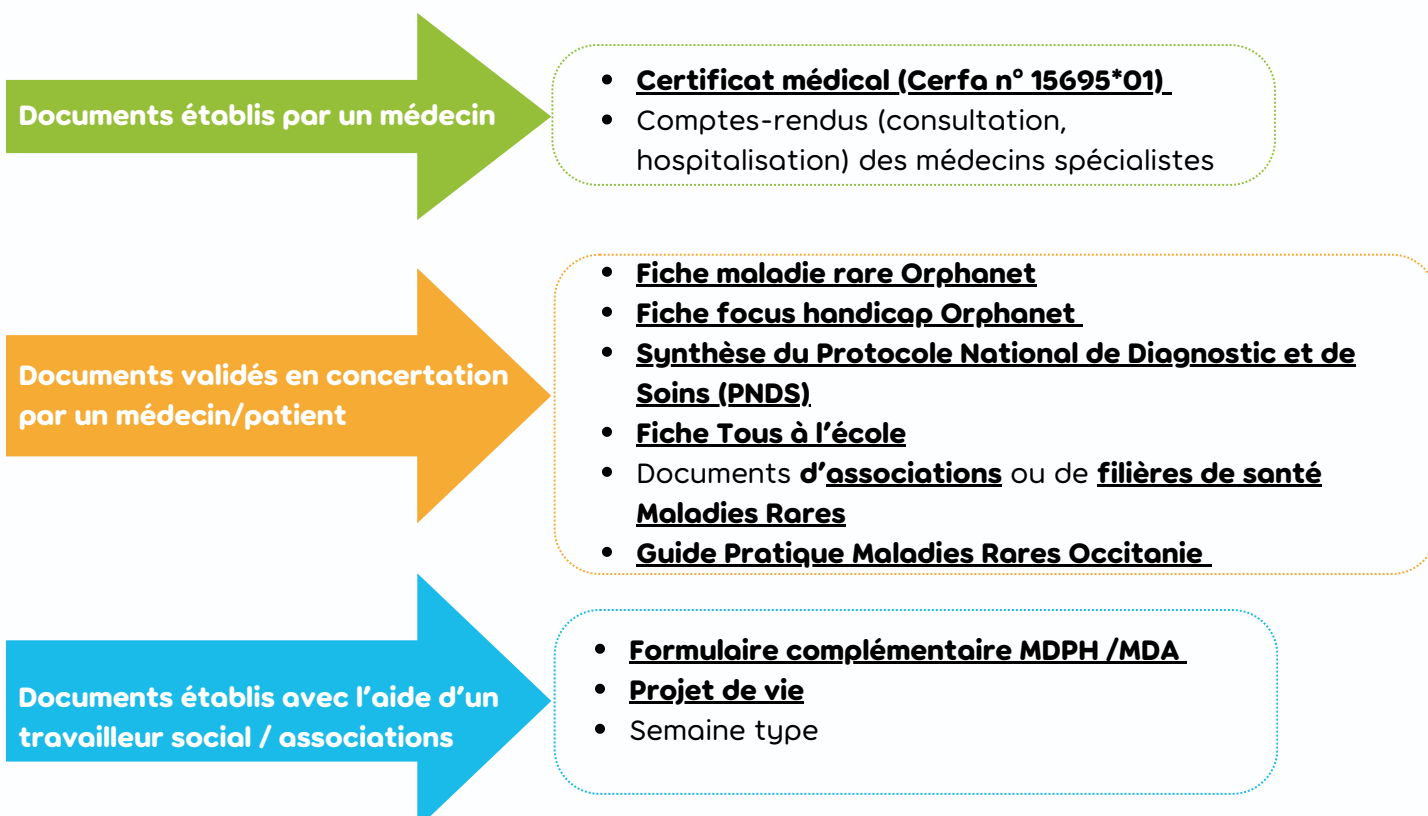 Documents établis par un médecin
• Certificat médical (Cerfa n° 15695*01)
• Comptes-rendus (consultation,
hospitalisation) des médecins spécialistes
Documents validés en concertation
par un médecin/patient
• Fiche maladie rare Orphanet
• Fiche focus handicap Orphanet
• Synthèse du Protocole National de Diagnostic et de
Soins (PNDS)
• Fiche Tous à l’école
• Documents d’associations ou de filières de santé
Maladies Rares
• Guide Pratique Maladies Rares Occitanie
Documents établis avec l’aide d’un
travailleur social / associations
• Formulaire complémentaire MDPH /MDA
• Projet de vie
• Semaine type